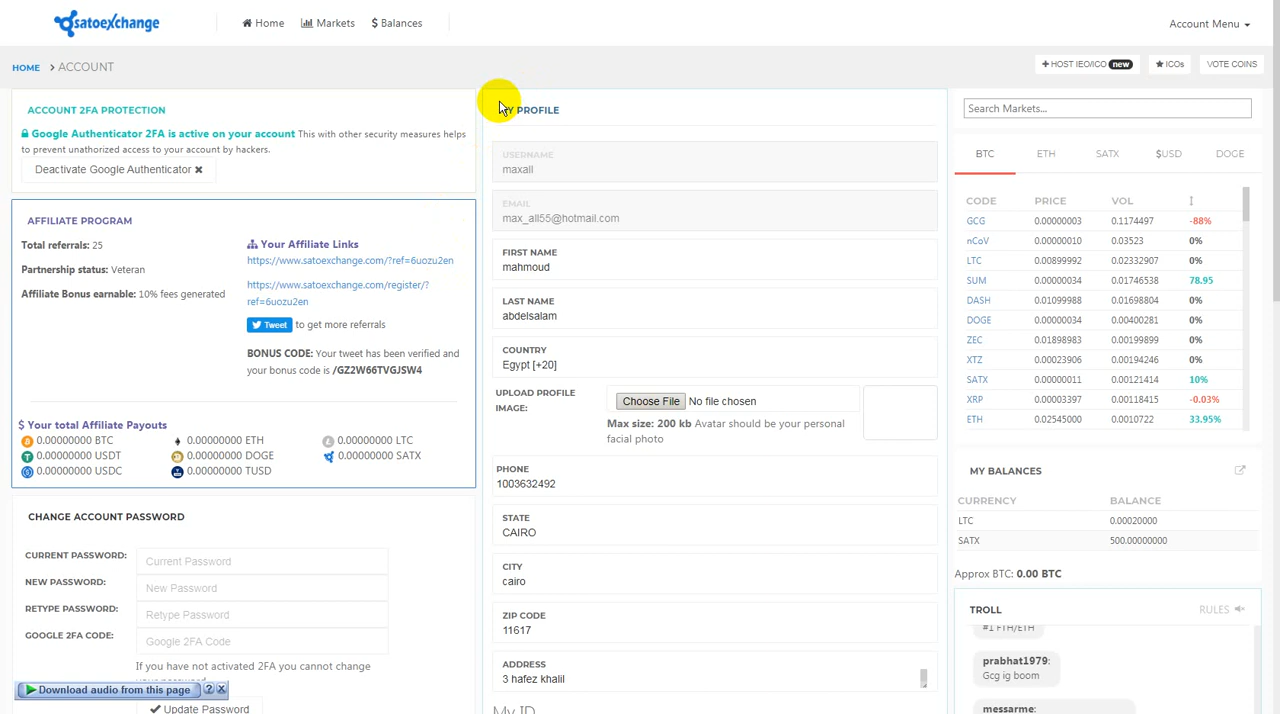 satoexchange
Home
Markets
$ Balances
Account Menu
HOME > ACCOUNT
+ HOST IEO/IGO new
★ ICOs
VOTE COINS
ACCOUNT 2FA PROTECTION
Google Authenticator 2FA is active on your account This with other security measures helps
to prevent unathorized access to your account by hackers.
Deactivate Google Authenticator ✖
AFFILIATE PROGRAM
Total referrals: 25
Partnership status: Veteran
Affiliate Bonus earnable: 10% fees generated
Your Affiliate Links
https://www.satoexchange.com/?ref=6uozu2en
https://www.satoexchange.com/register/?
ref=6uozu2en
Tweet to get more referrals
BONUS CODE: Your tweet has been verified and
your bonus code is /GZ2W66TVGJSW4
$ Your total Affiliate Payouts
0.00000000 BTC
0.00000000 ETH
0.00000000 LTC
0.00000000 USDT
0.00000000 DOGE
0.00000000 SATX
0.00000000 USDC
0.00000000 TUSD
CHANGE ACCOUNT PASSWORD
CURRENT PASSWORD: Current Password
NEW PASSWORD: New Password
RETYPE PASSWORD: Retype Password
GOOGLE 2FA CODE: Google 2FA Code
If you have not activated 2FA you cannot change
Download audio from this page ? X
✔ Update Password
PROFILE
USERNAME
maxall
EMAIL
max_all55@hotmail.com
FIRST NAME
mahmoud
LAST NAME
abdelsalam
COUNTRY
Egypt [+20]
UPLOAD PROFILE
IMAGE:
Choose File No file chosen
Max size: 200 kb Avatar should be your personal
facial photo
PHONE
1003632492
STATE
CAIRO
CITY
cairo
ZIP CODE
11617
ADDRESS
3 hafez khalil
My ID
Search Markets...
BTC ETH SATX $USD DOGE
CODE PRICE VOL
GCG 0.00000003 0.1174497 -88%
nCoV 0.00000010 0.03523 0%
LTC 0.00899992 0.02332907 0%
SUM 0.00000034 0.01746538 78.95
DASH 0.01099988 0.01698804 0%
DOGE 0.00000034 0.00400281 0%
ZEC 0.01898983 0.00199899 0%
XTZ 0.00023906 0.00194246 0%
SATX 0.00000011 0.00121414 10%
XRP 0.00003397 0.00118415 -0.03%
ETH 0.02545000 0.0010722 33.95%
MY BALANCES
CURRENCY BALANCE
LTC 0.00020000
SATX 500.00000000
Approx BTC: 0.00 BTC
TROLL
RULES
#1 FTH/ETH
prabhat1979:
Gcg ig boom
messarme: